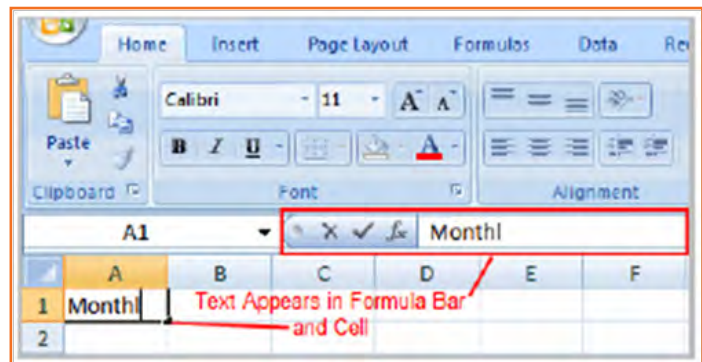 Home Insert Page Layout Formulas Data Re
Calibri 11 A A
Paste
B I U A
Clipboard Font Alignment
A1 fx Monthl
A B C D E F
1 Monthl Text Appears in Formula Bar
and Cell
2